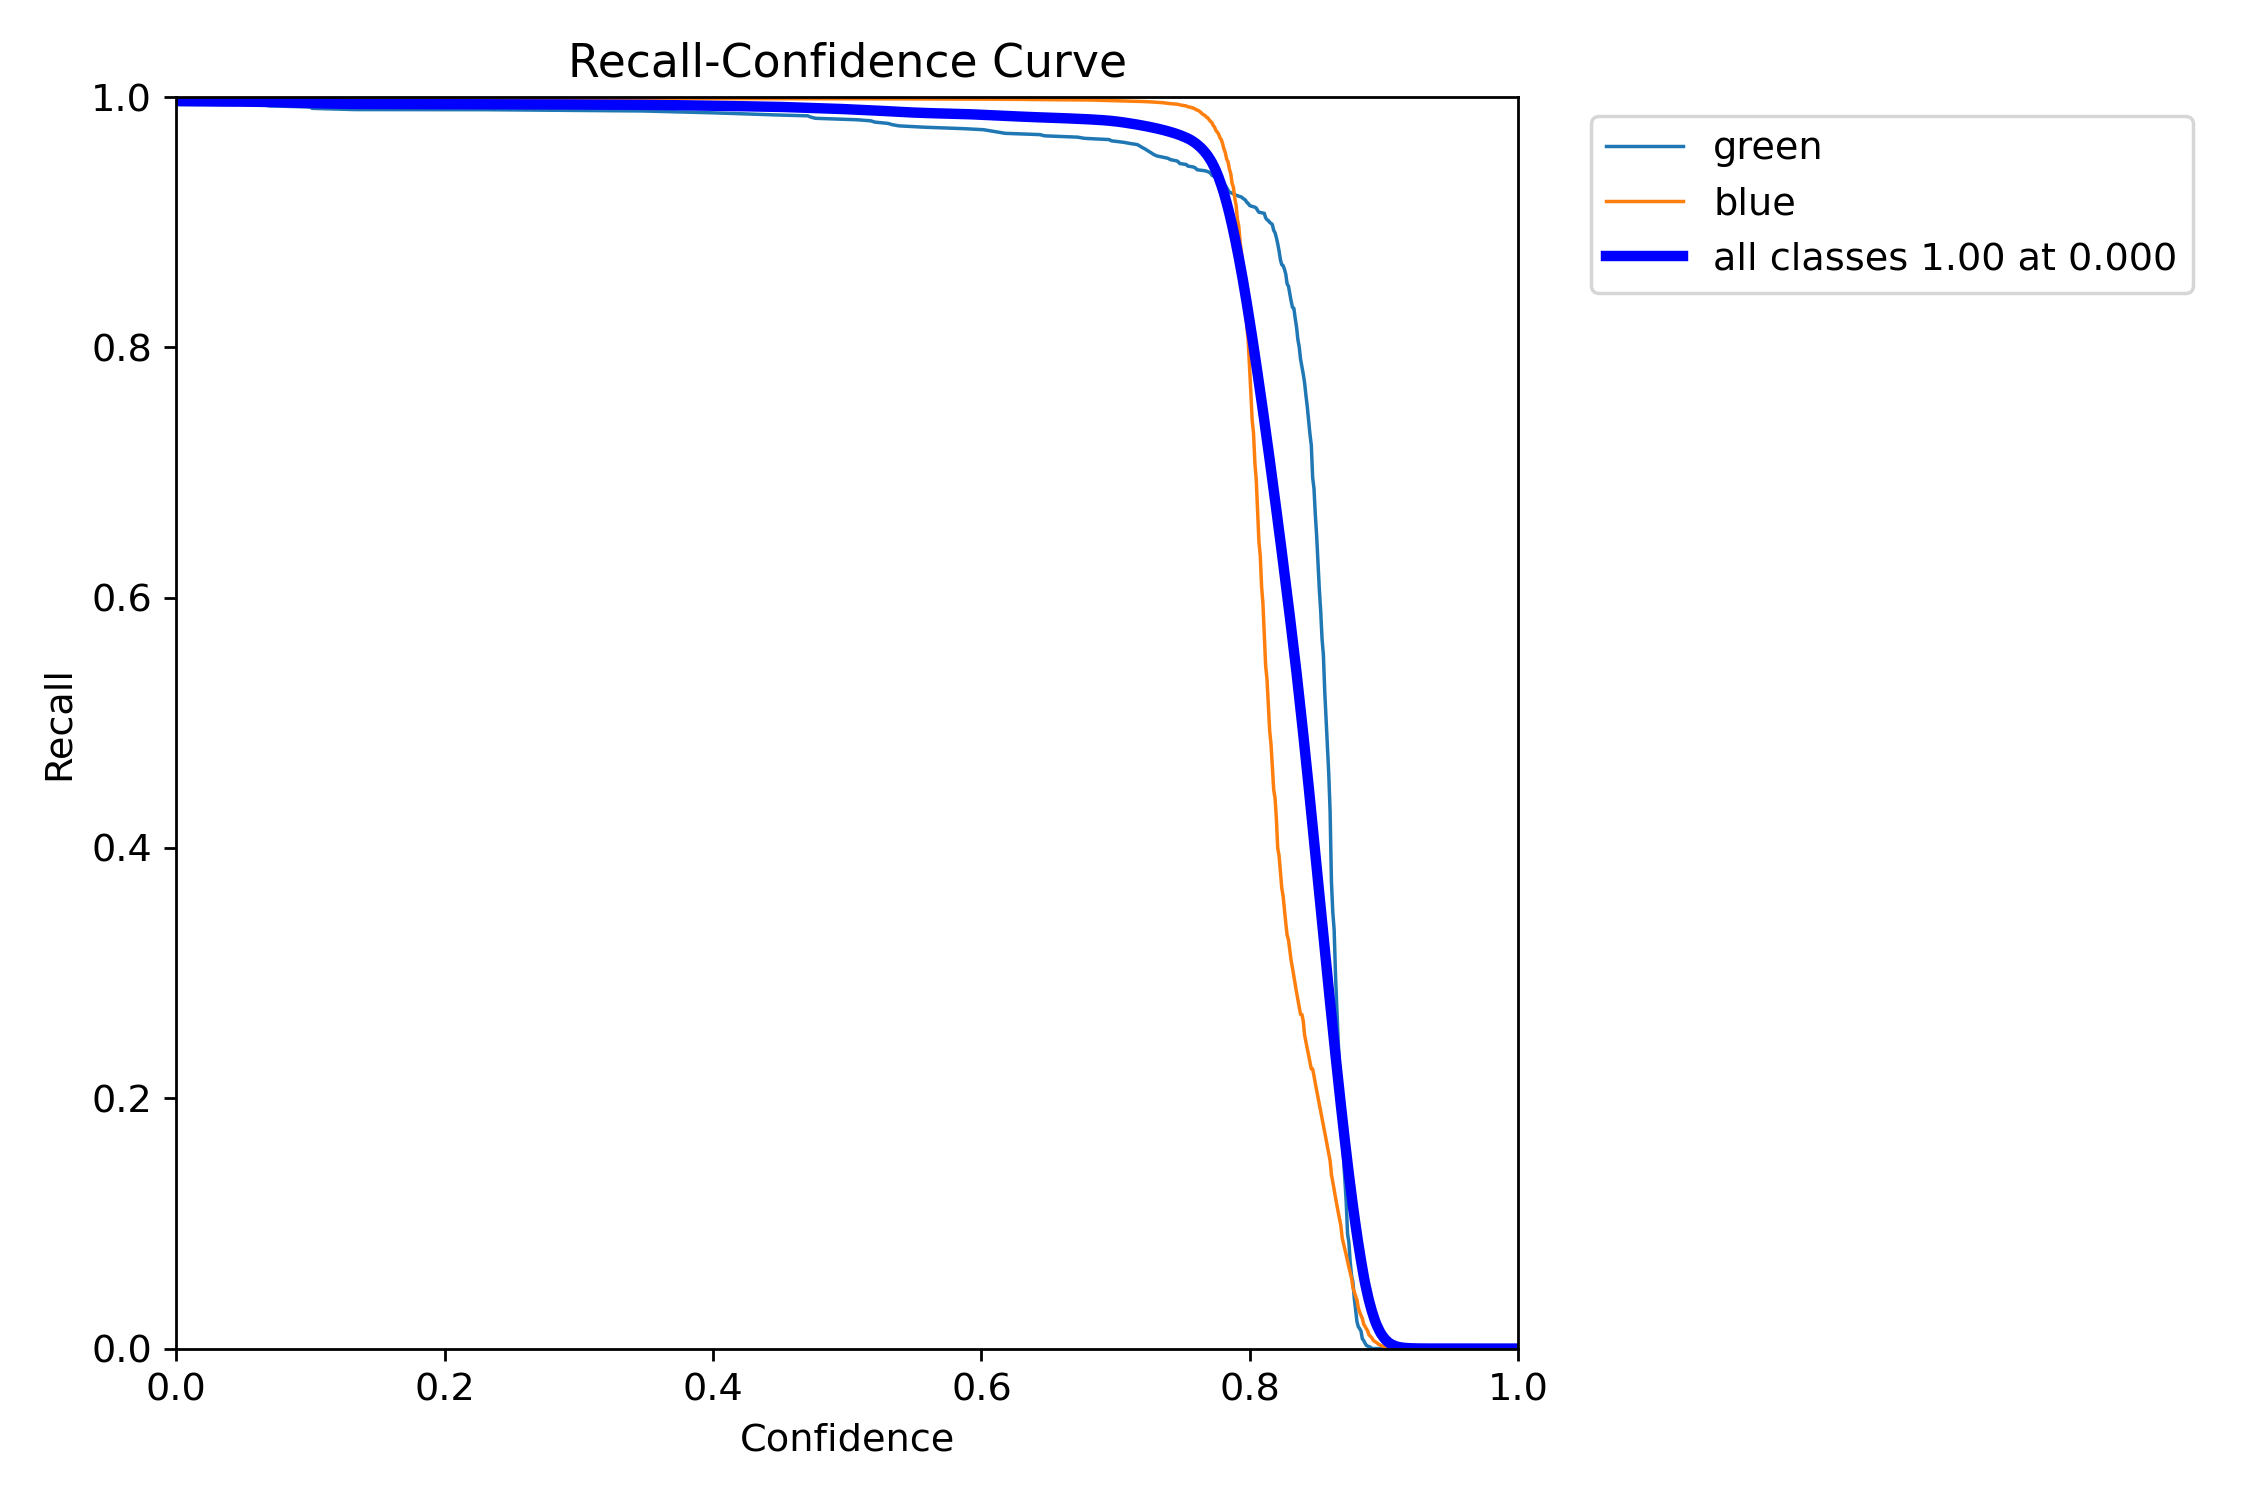 Recall-Confidence Curve
1.0
0.8
0.6
0.4
0.2
0.0
Recall
0.0 0.2 0.4 0.6 0.8 1.0
Confidence
green
blue
all classes 1.00 at 0.000